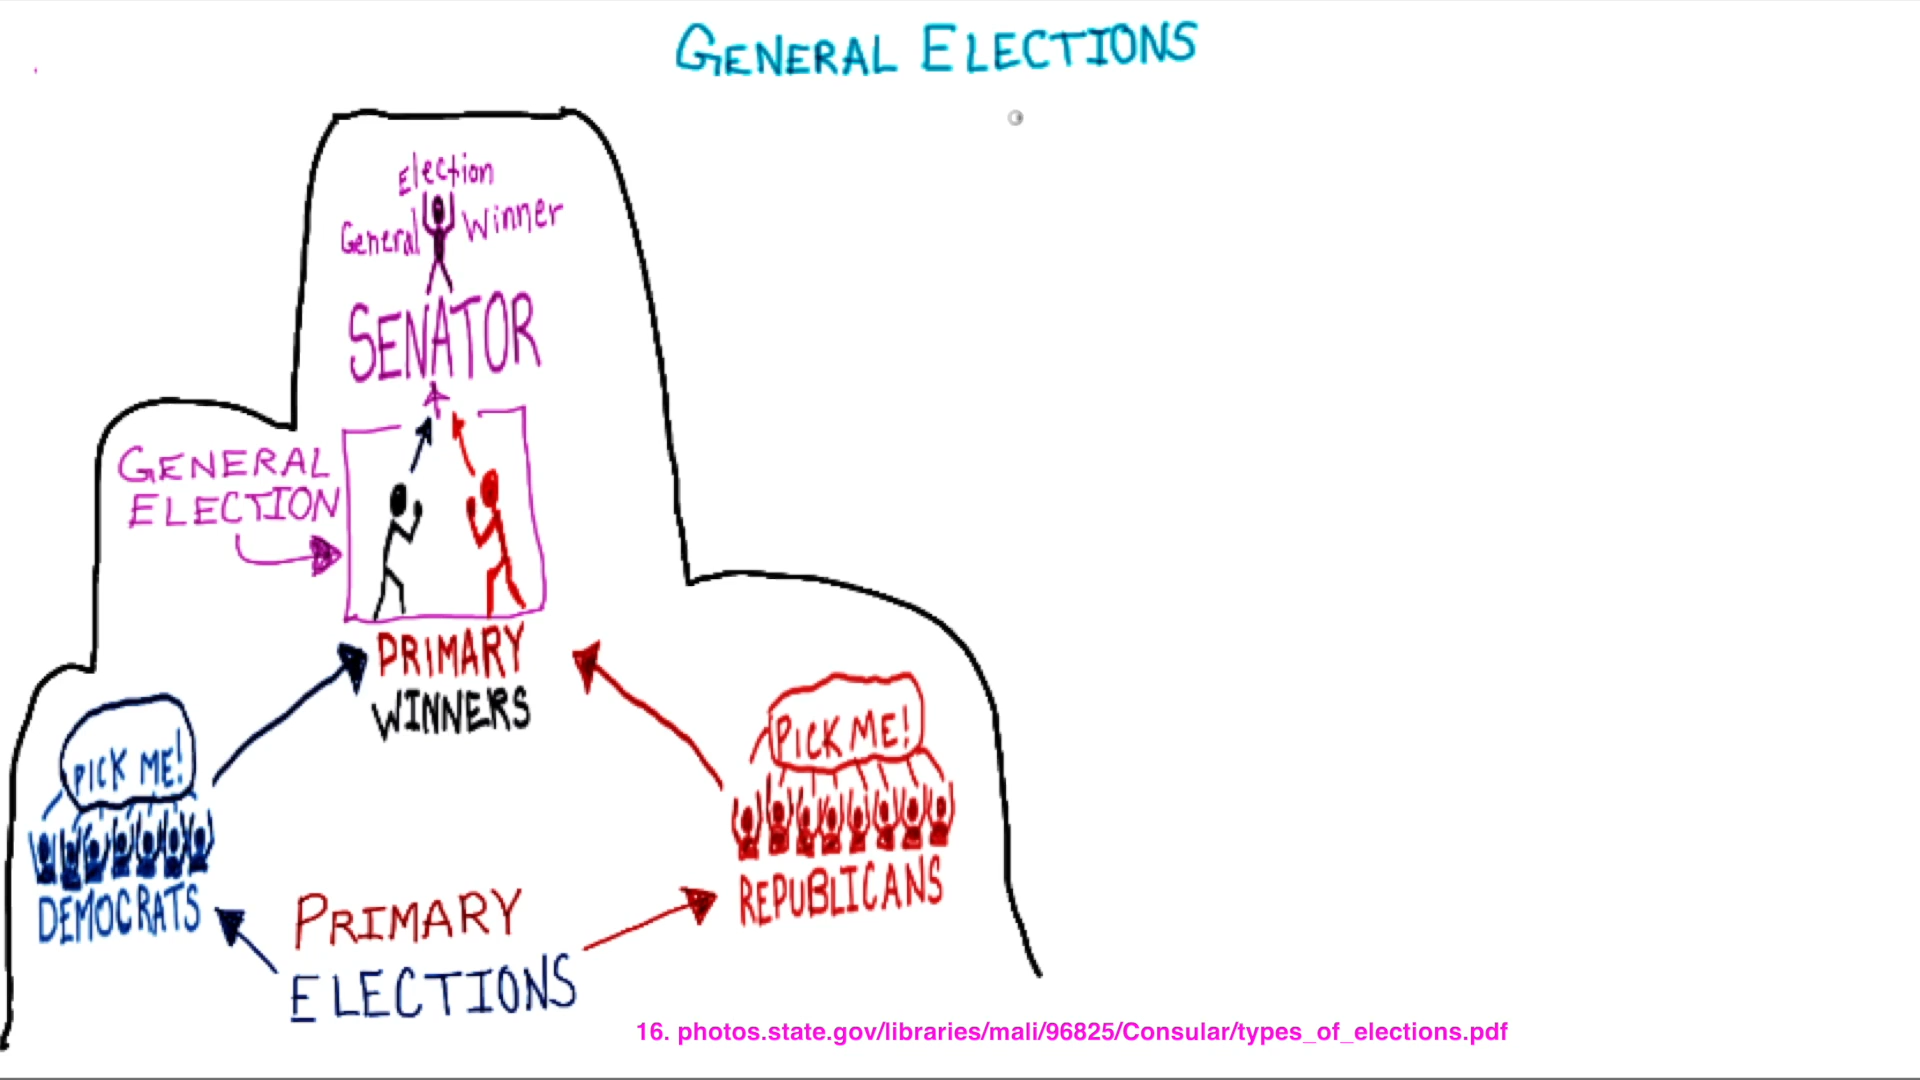 GENERAL ELECTIONS
Election
General Winner
SENATOR
GENERAL
ELECTION
PRIMARY
WINNERS
PICK ME!
PICK ME!
DEMOCRATS
REPUBLICANS
PRIMARY
ELECTIONS
16. photos.state.gov/libraries/mali/96825/Consular/types_of_elections.pdf